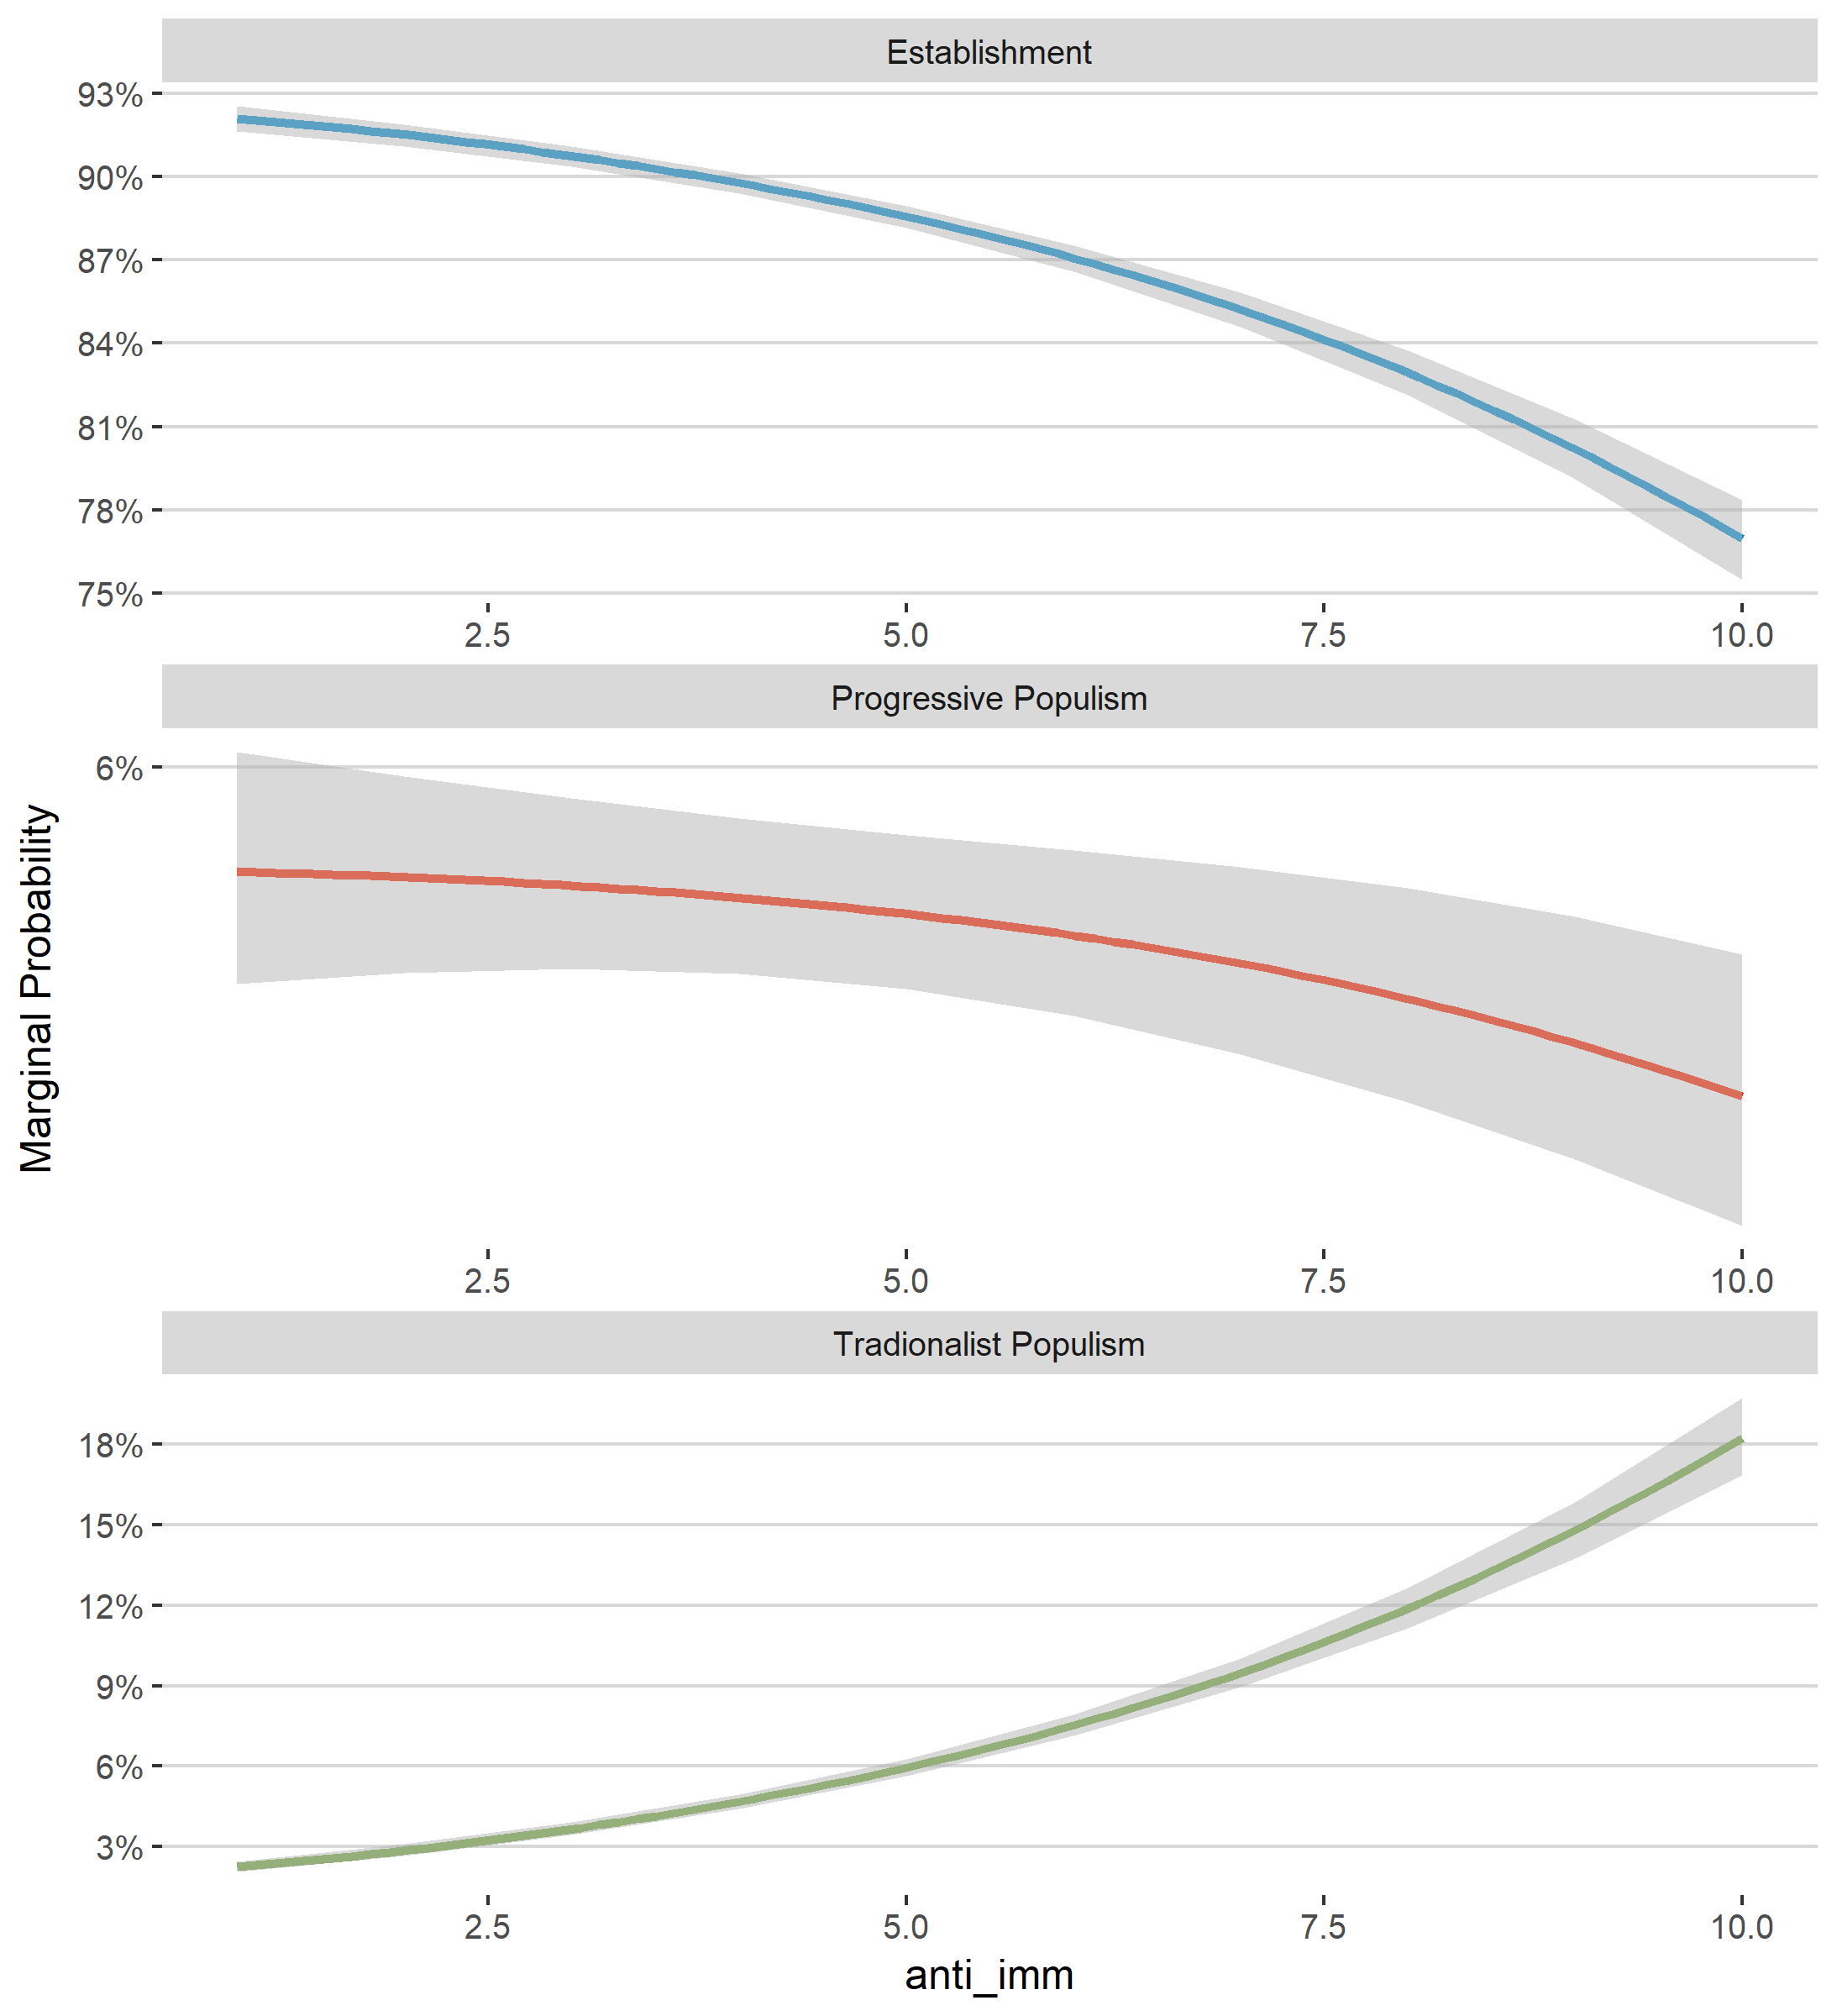 Establishment
93%
90%
87%
84%
81%
78%
75%
2.5 5.0 7.5 10.0
Progressive Populism
6%
2.5 5.0 7.5 10.0
Tradionalist Populism
18%
15%
12%
9%
6%
3%
2.5 5.0 7.5 10.0
anti_imm
Marginal Probability